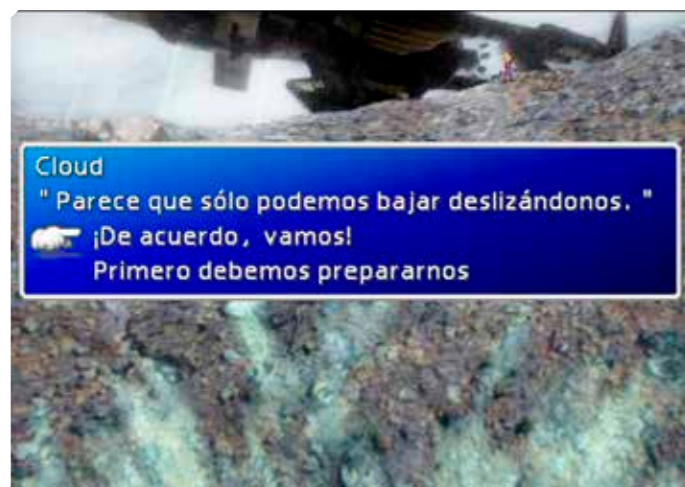 Cloud
" Parece que sólo podemos bajar deslizándonos. "
¡De acuerdo, vamos!
Primero debemos prepararnos